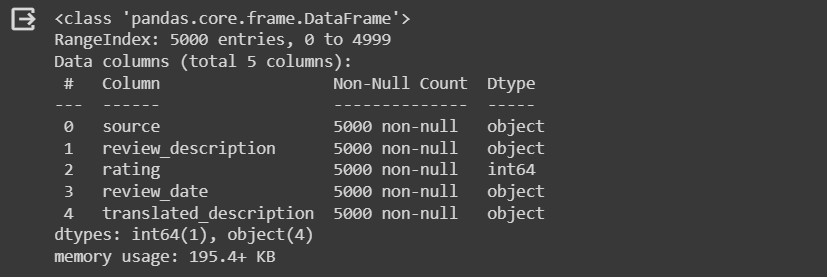 <class 'pandas.core.frame.DataFrame'>
RangeIndex: 5000 entries, 0 to 4999
Data columns (total 5 columns):
 #   Column                  Non-Null Count  Dtype
---  ------                  --------------  -----
 0   source                  5000 non-null   object
 1   review_description      5000 non-null   object
 2   rating                  5000 non-null   int64
 3   review_date             5000 non-null   object
 4   translated_description  5000 non-null   object
dtypes: int64(1), object(4)
memory usage: 195.4+ KB